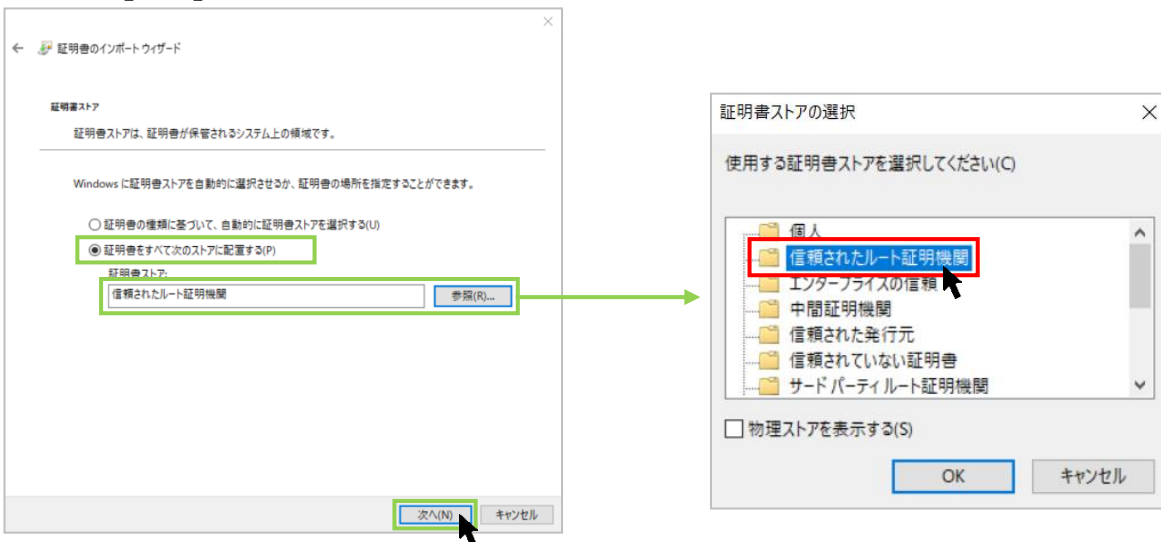 証明書のインポート ウィザード
証明書ストア
証明書ストアは、証明書が保管されるシステム上の領域です。
Windows に証明書ストアを自動的に選択させるか、証明書の場所を指定することができます。
証明書の種類に基づいて、自動的に証明書ストアを選択する(U)
証明書をすべて次のストアに配置する(P)
証明書ストア:
信頼されたルート証明機関
参照(R)...
次へ(N)
キャンセル
証明書ストアの選択
使用する証明書ストアを選択してください(C)
個人
信頼されたルート証明機関
エンタープライズの信頼
中間証明機関
信頼された発行元
信頼されていない証明書
サード パーティ ルート証明機関
物理ストアを表示する(S)
OK
キャンセル